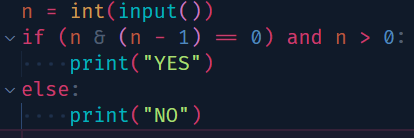 n = int(input())
if (n & (n - 1) == 0) and n > 0:
    print("YES")
else:
    print("NO")